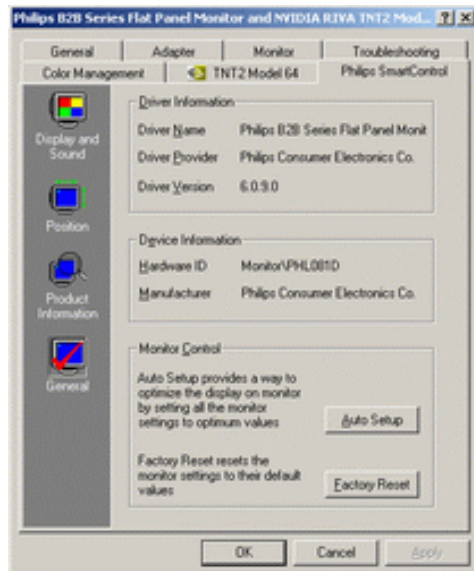 Philips B2B Series Flat Panel Monitor and NVIDIA RIVA TNT2 Mod...
General Adapter Monitor Troubleshooting
Color Management TNT2 Model 64 Philips SmartControl
Display and
Sound
Position
Product
Information
General
Driver Information
Driver Name Philips B2B Series Flat Panel Monit
Driver Provider Philips Consumer Electronics Co.
Driver Version 6.0.9.0
Device Information
Hardware ID Monitor\PHL081D
Manufacturer Philips Consumer Electronics Co.
Monitor Control
Auto Setup provides a way to
optimize the display on monitor
by setting all the monitor
settings to optimum values
Auto Setup
Factory Reset resets the
monitor settings to their default
values
Factory Reset
OK Cancel Apply